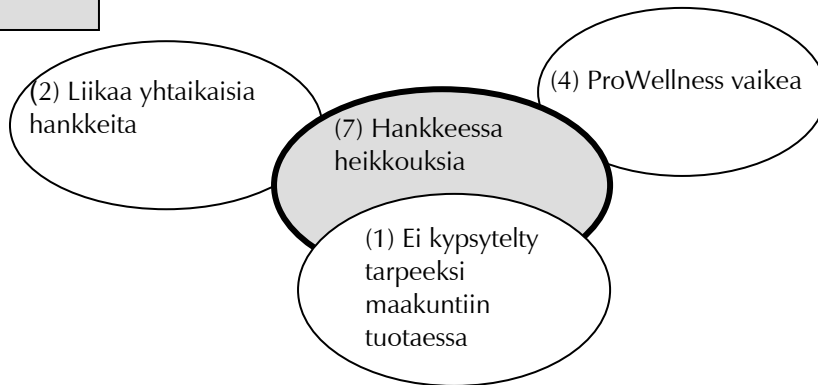 (2) Liikaa yhtaikaisia
hankkeita
(4) ProWellness vaikea
(7) Hankkeessa
heikkouksia
(1) Ei kypsytelty
tarpeeksi
maakuntiin
tuotaessa